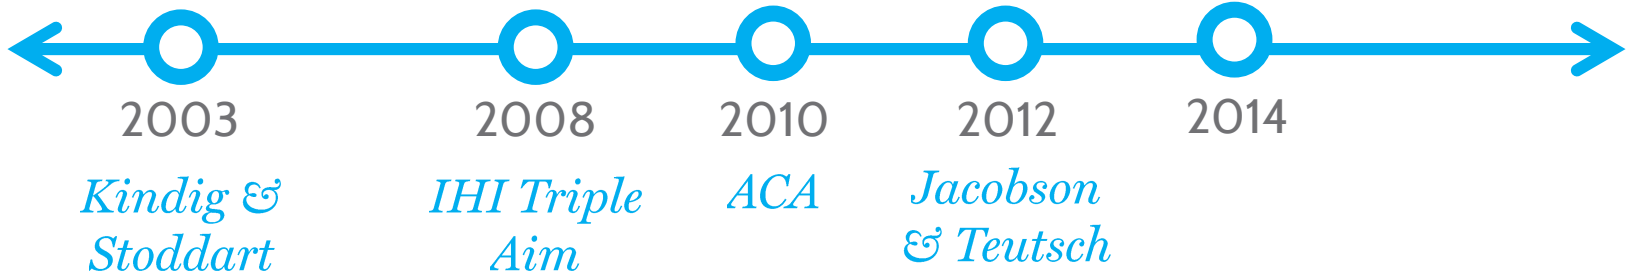 2003
2008
2010
2012
2014
Kindig &
Stoddart
IHI Triple
Aim
ACA
Jacobson
& Teutsch